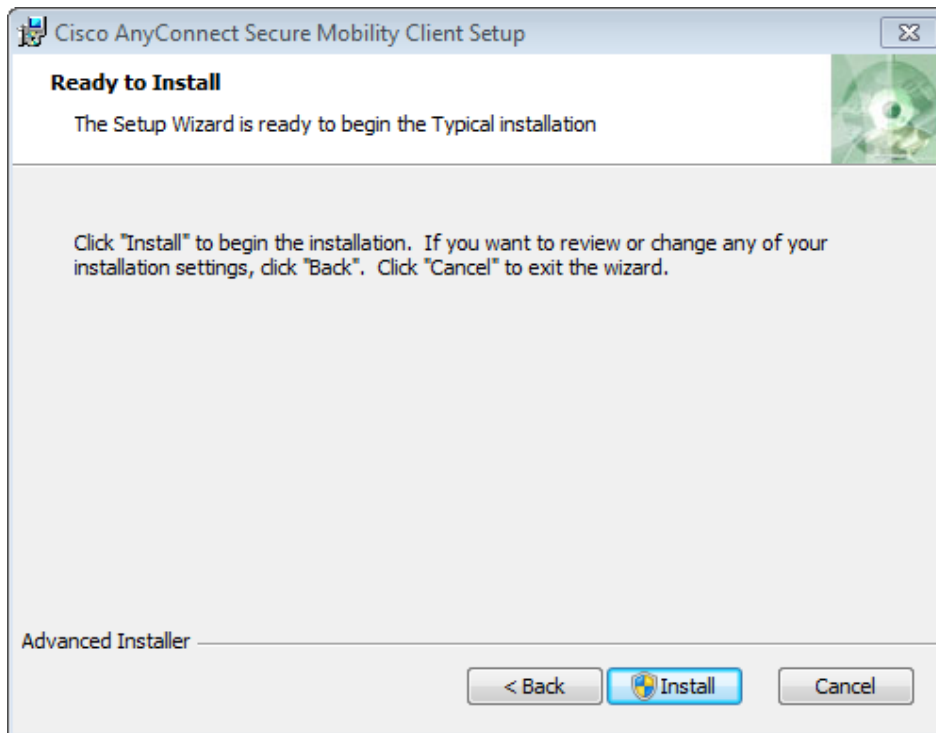 Cisco AnyConnect Secure Mobility Client Setup
Ready to Install
The Setup Wizard is ready to begin the Typical installation
Click "Install" to begin the installation.  If you want to review or change any of your
installation settings, click "Back".  Click "Cancel" to exit the wizard.
Advanced Installer
< Back
Install
Cancel